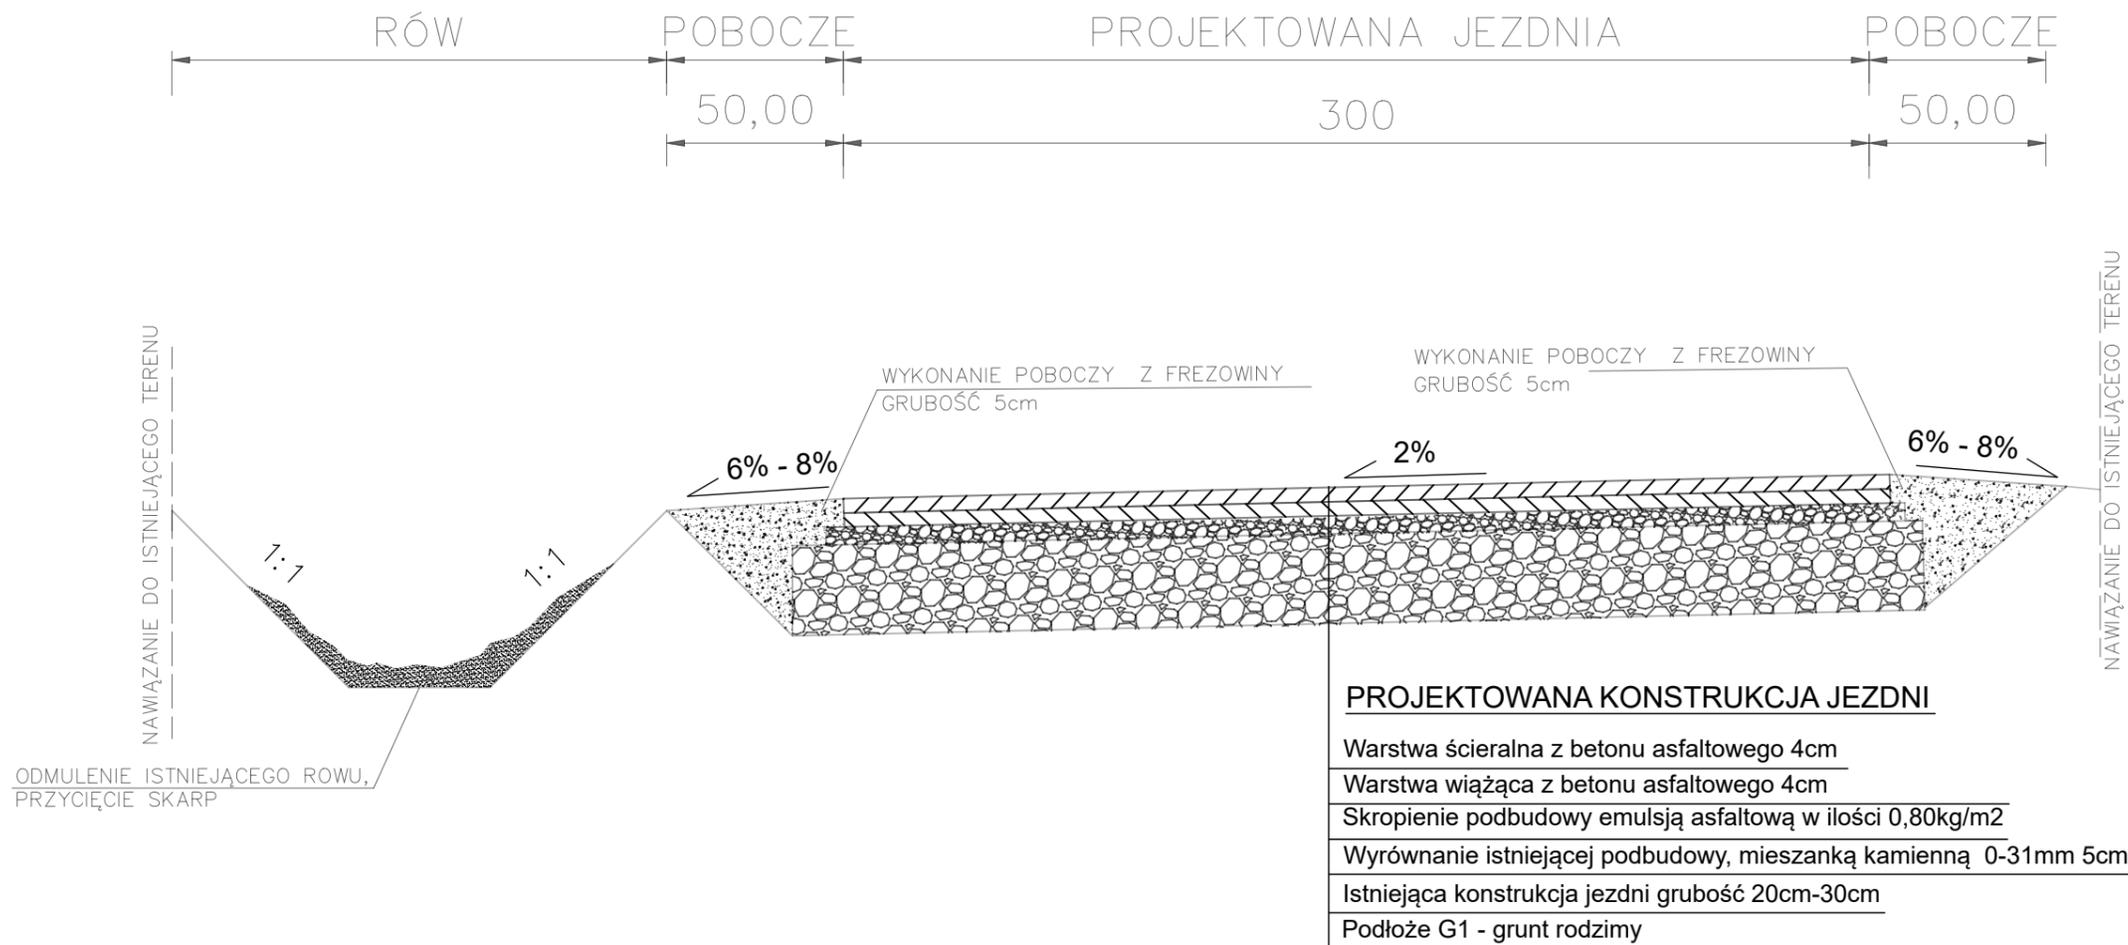 RÓW
POBOCZE
PROJEKTOWANA JEZDNIA
POBOCZE
50,00
300
50,00
NAWIĄZANIE DO ISTNIEJĄCEGO TERENU
WYKONANIE POBOCZY Z FREZOWINY
GRUBOŚĆ 5cm
WYKONANIE POBOCZY Z FREZOWINY
GRUBOŚĆ 5cm
NAWIĄZANIE DO ISTNIEJĄCEGO TERENU
6% - 8%
2%
6% - 8%
1:1
1:1
ODMULENIE ISTNIEJĄCEGO ROWU,
PRZYCIĘCIE SKARP
PROJEKTOWANA KONSTRUKCJA JEZDNI
Warstwa ścieralna z betonu asfaltowego 4cm
Warstwa wiążąca z betonu asfaltowego 4cm
Skropienie podbudowy emulsją asfaltową w ilości 0,80kg/m2
Wyrównanie istniejącej podbudowy, mieszanką kamienną 0-31mm 5cm
Istniejąca konstrukcja jezdni grubość 20cm-30cm
Podłoże G1 - grunt rodzimy